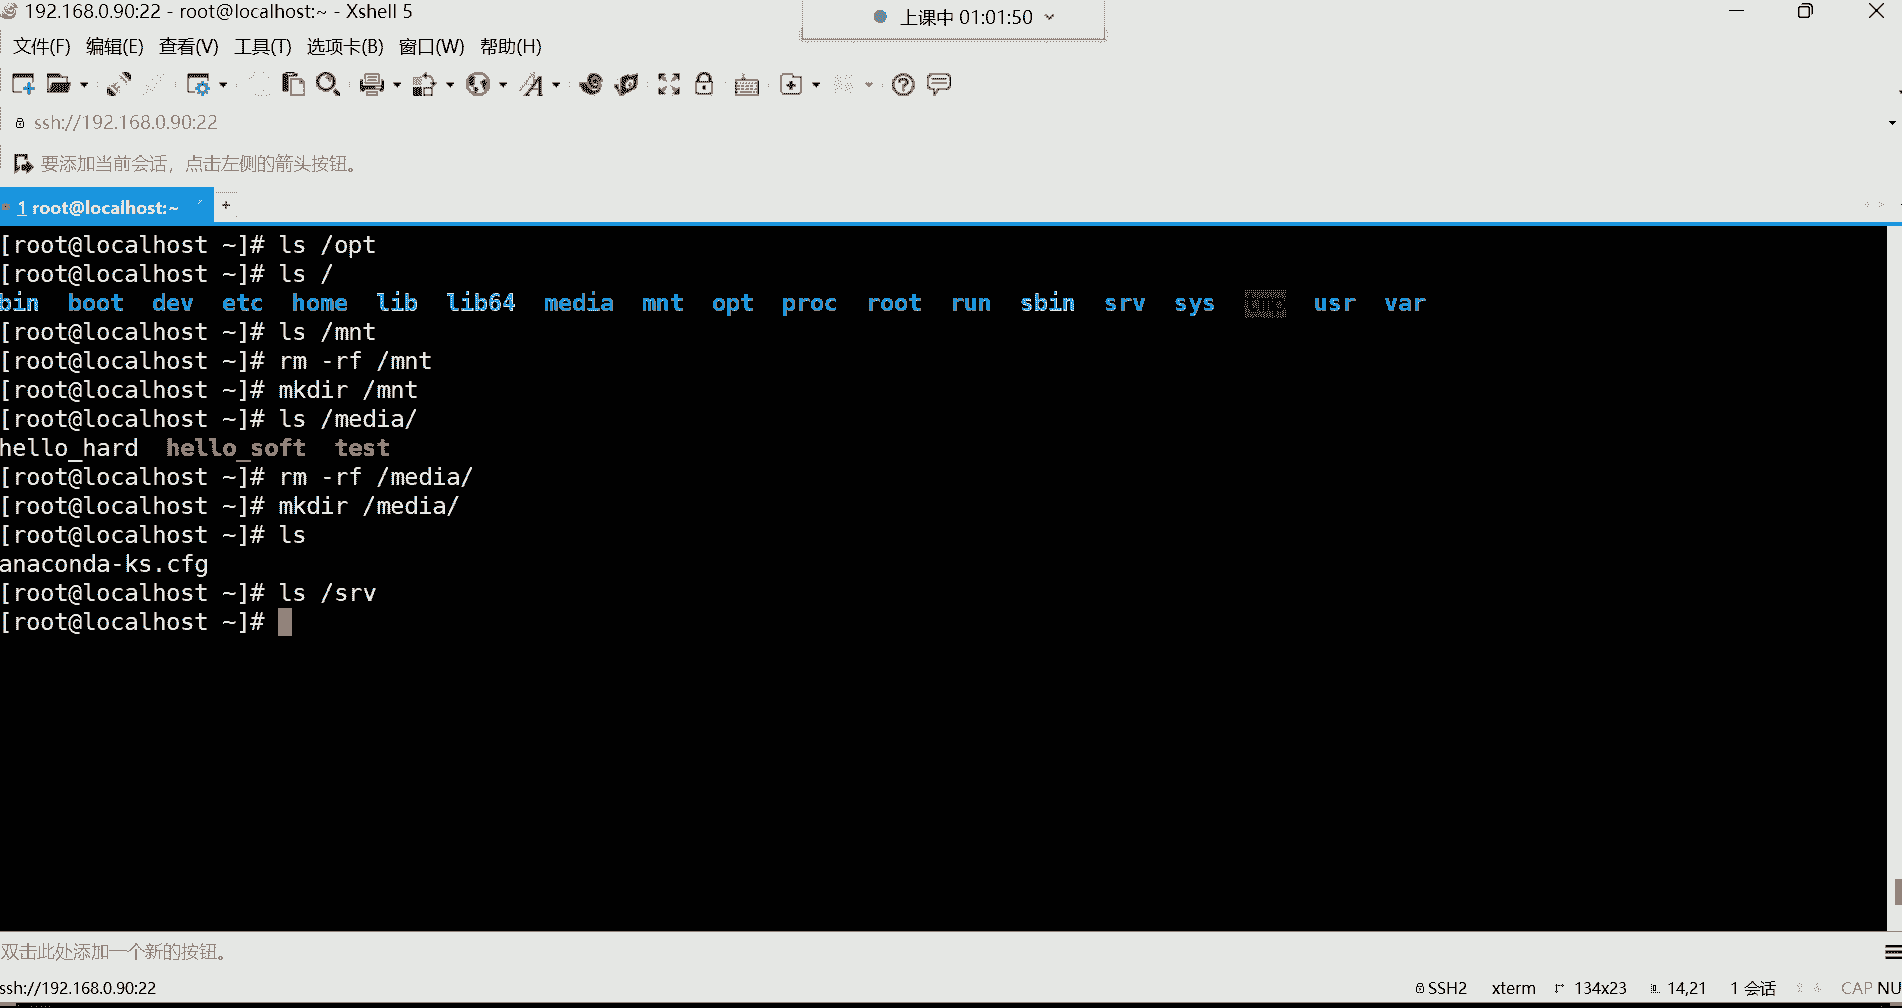 192.168.0.90:22 - root@localhost:~ - Xshell 5
上课中 01:01:50
文件(F) 编辑(E) 查看(V) 工具(T) 选项卡(B) 窗口(W) 帮助(H)
ssh://192.168.0.90:22
要添加当前会话，点击左侧的箭头按钮。
1 root@localhost:~ +
[root@localhost ~]# ls /opt
[root@localhost ~]# ls /
bin boot dev etc home lib lib64 media mnt opt proc root run sbin srv sys usr var
[root@localhost ~]# ls /mnt
[root@localhost ~]# rm -rf /mnt
[root@localhost ~]# mkdir /mnt
[root@localhost ~]# ls /media/
hello_hard hello_soft test
[root@localhost ~]# rm -rf /media/
[root@localhost ~]# mkdir /media/
[root@localhost ~]# ls
anaconda-ks.cfg
[root@localhost ~]# ls /srv
[root@localhost ~]#
双击此处添加一个新的按钮。
ssh://192.168.0.90:22 SSH2 xterm 134x23 14,21 1 会话 CAP NU